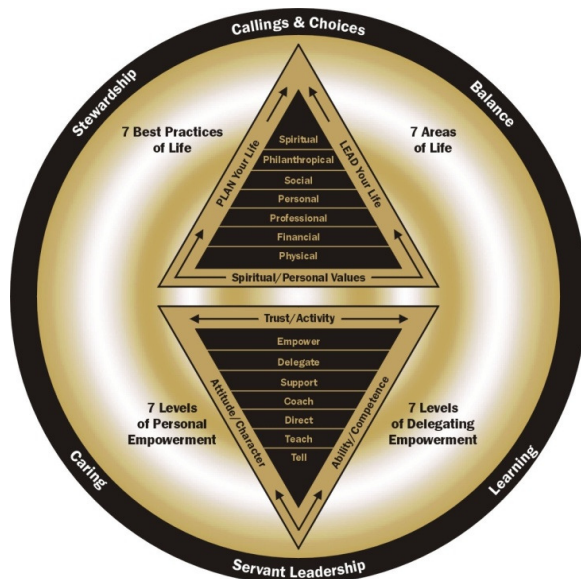 Callings & Choices
Stewardship
Balance
7 Best Practices
of Life
7 Areas
of Life
PLAN Your Life
LEAD Your Life
Spiritual
Philanthropical
Social
Personal
Professional
Financial
Physical
Spiritual/Personal Values
Trust/Activity
Empower
Delegate
Support
Coach
Direct
Teach
Tell
Attitude/Character
Ability/Competence
7 Levels
of Personal
Empowerment
7 Levels
of Delegating
Empowerment
Caring
Learning
Servant Leadership